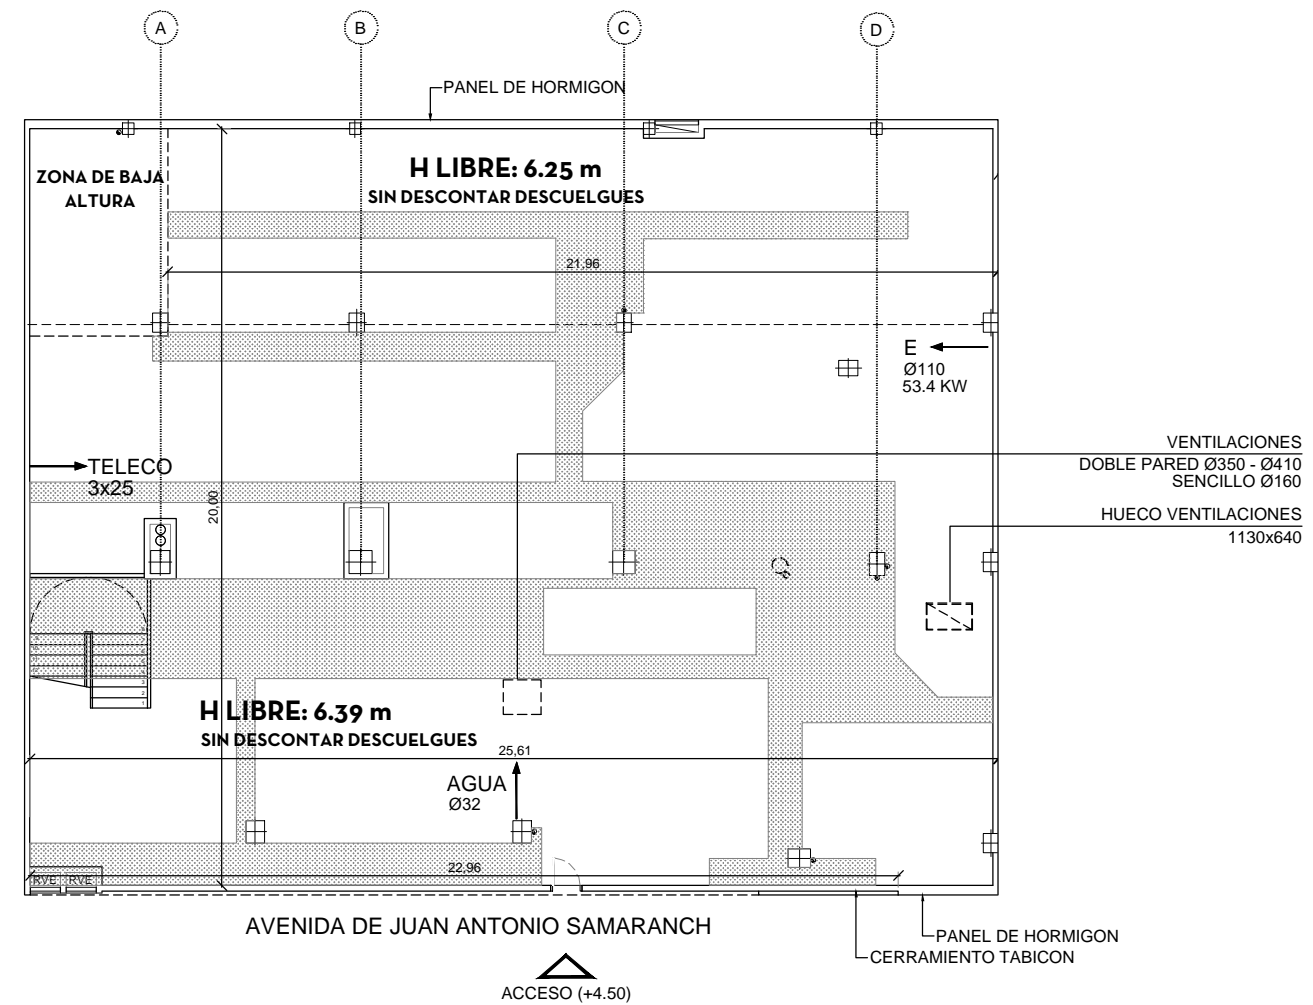 A
B
C
D
PANEL DE HORMIGON
H LIBRE: 6.25 m
SIN DESCONTAR DESCUELGUES
ZONA DE BAJA
ALTURA
21.96
E
Ø110
53.4 KW
VENTILACIONES
DOBLE PARED Ø350 - Ø410
SENCILLO Ø160
TELECO
3x25
20,00
HUECO VENTILACIONES
1130x640
H LIBRE: 6.39 m
SIN DESCONTAR DESCUELGUES
25,61
AGUA
Ø32
22,96
RVE RVE
AVENIDA DE JUAN ANTONIO SAMARANCH
PANEL DE HORMIGON
CERRAMIENTO TABICON
ACCESO (+4.50)